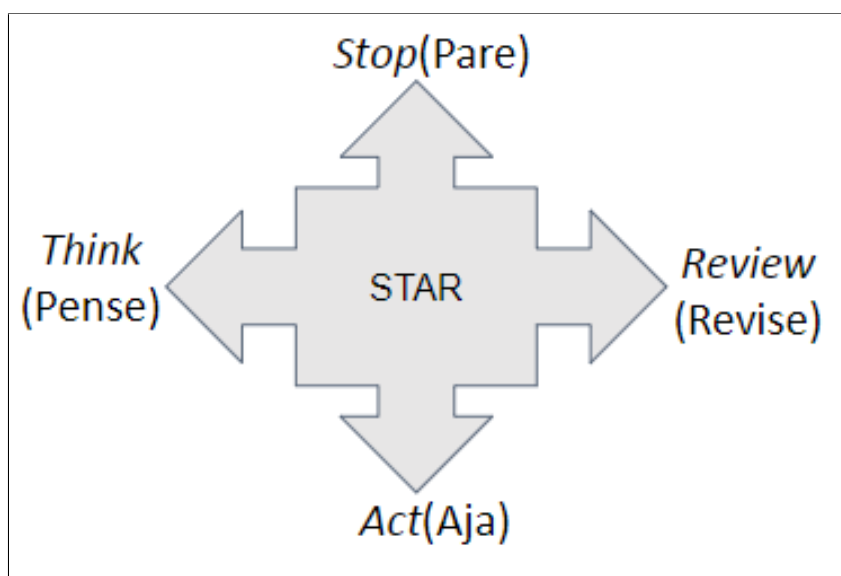 Stop(Pare)
Think
(Pense)
STAR
Review
(Revise)
Act(Aja)